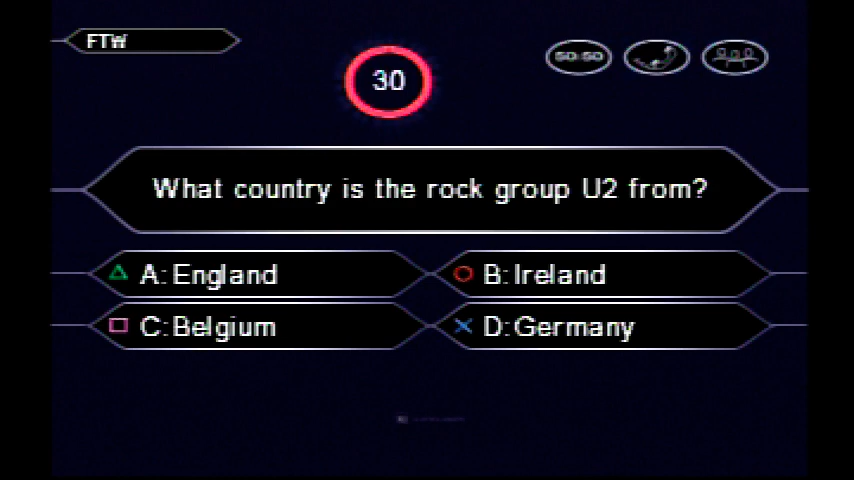 FTW
30
50:50
What country is the rock group U2 from?
A: England
B: Ireland
C: Belgium
D: Germany